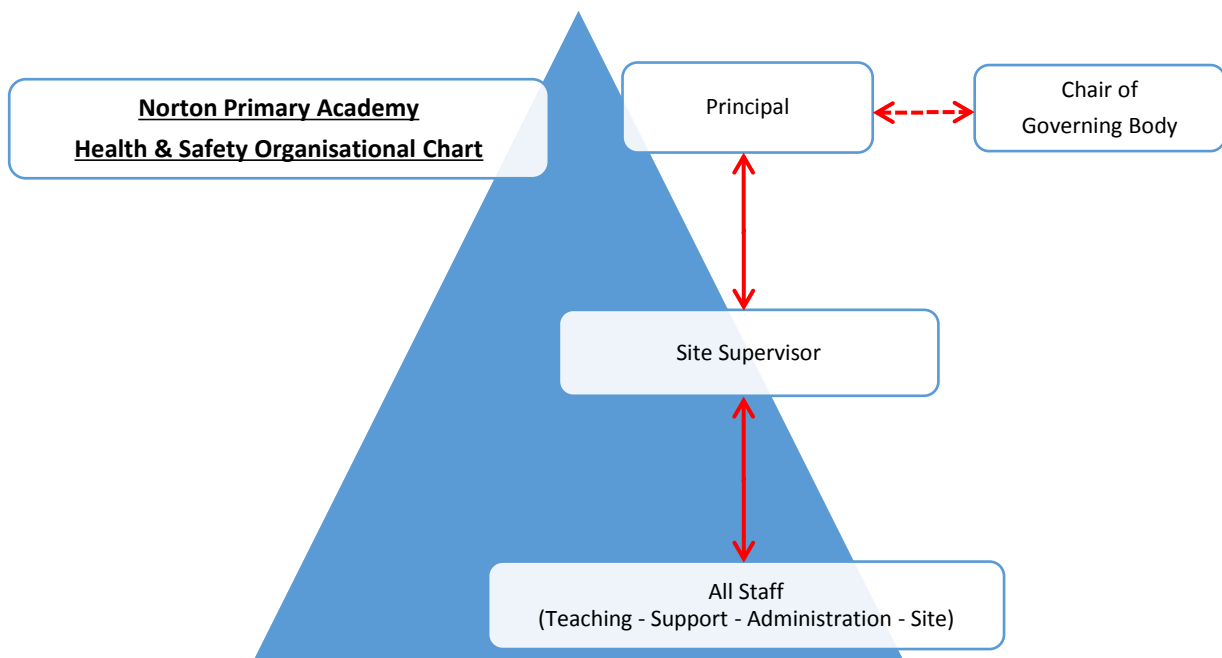 Norton Primary Academy
Health & Safety Organisational Chart
Principal
Chair of
Governing Body
Site Supervisor
All Staff
(Teaching - Support - Administration - Site)